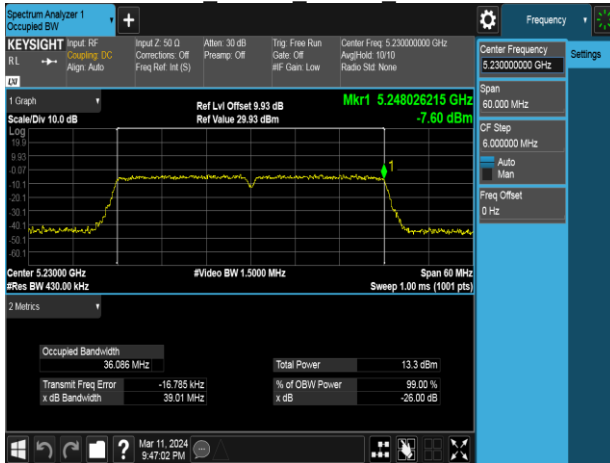 Spectrum Analyzer 1
Occupied BW
Frequency
KEYSIGHT
RL
LXI
Input: RF
Coupling: DC
Align: Auto
Input Z: 50 Ω
Corrections: Off
Freq Ref: Int (S)
Atten: 30 dB
Preamp: Off
Trig: Free Run
Gate: Off
#IF Gain: Low
Center Freq: 5.230000000 GHz
Avg|Hold: 10/10
Radio Std: None
Center Frequency
5.230000000 GHz
Settings
Span
60.000 MHz
CF Step
6.000000 MHz
Auto
Man
Freq Offset
0 Hz
1 Graph
Scale/Div 10.0 dB
Ref Lvl Offset 9.93 dB
Ref Value 29.93 dBm
Mkr1 5.248026215 GHz
-7.60 dBm
Log
19.9
9.93
-0.07
-10.1
-20.1
-30.1
-40.1
-50.1
-60.1
1
Center 5.23000 GHz
#Video BW 1.5000 MHz
Span 60 MHz
#Res BW 430.00 kHz
Sweep 1.00 ms (1001 pts)
2 Metrics
Occupied Bandwidth
36.086 MHz
Total Power 13.3 dBm
Transmit Freq Error -16.785 kHz
% of OBW Power 99.00 %
x dB Bandwidth 39.01 MHz
x dB -26.00 dB
?
Mar 11, 2024
9:47:02 PM